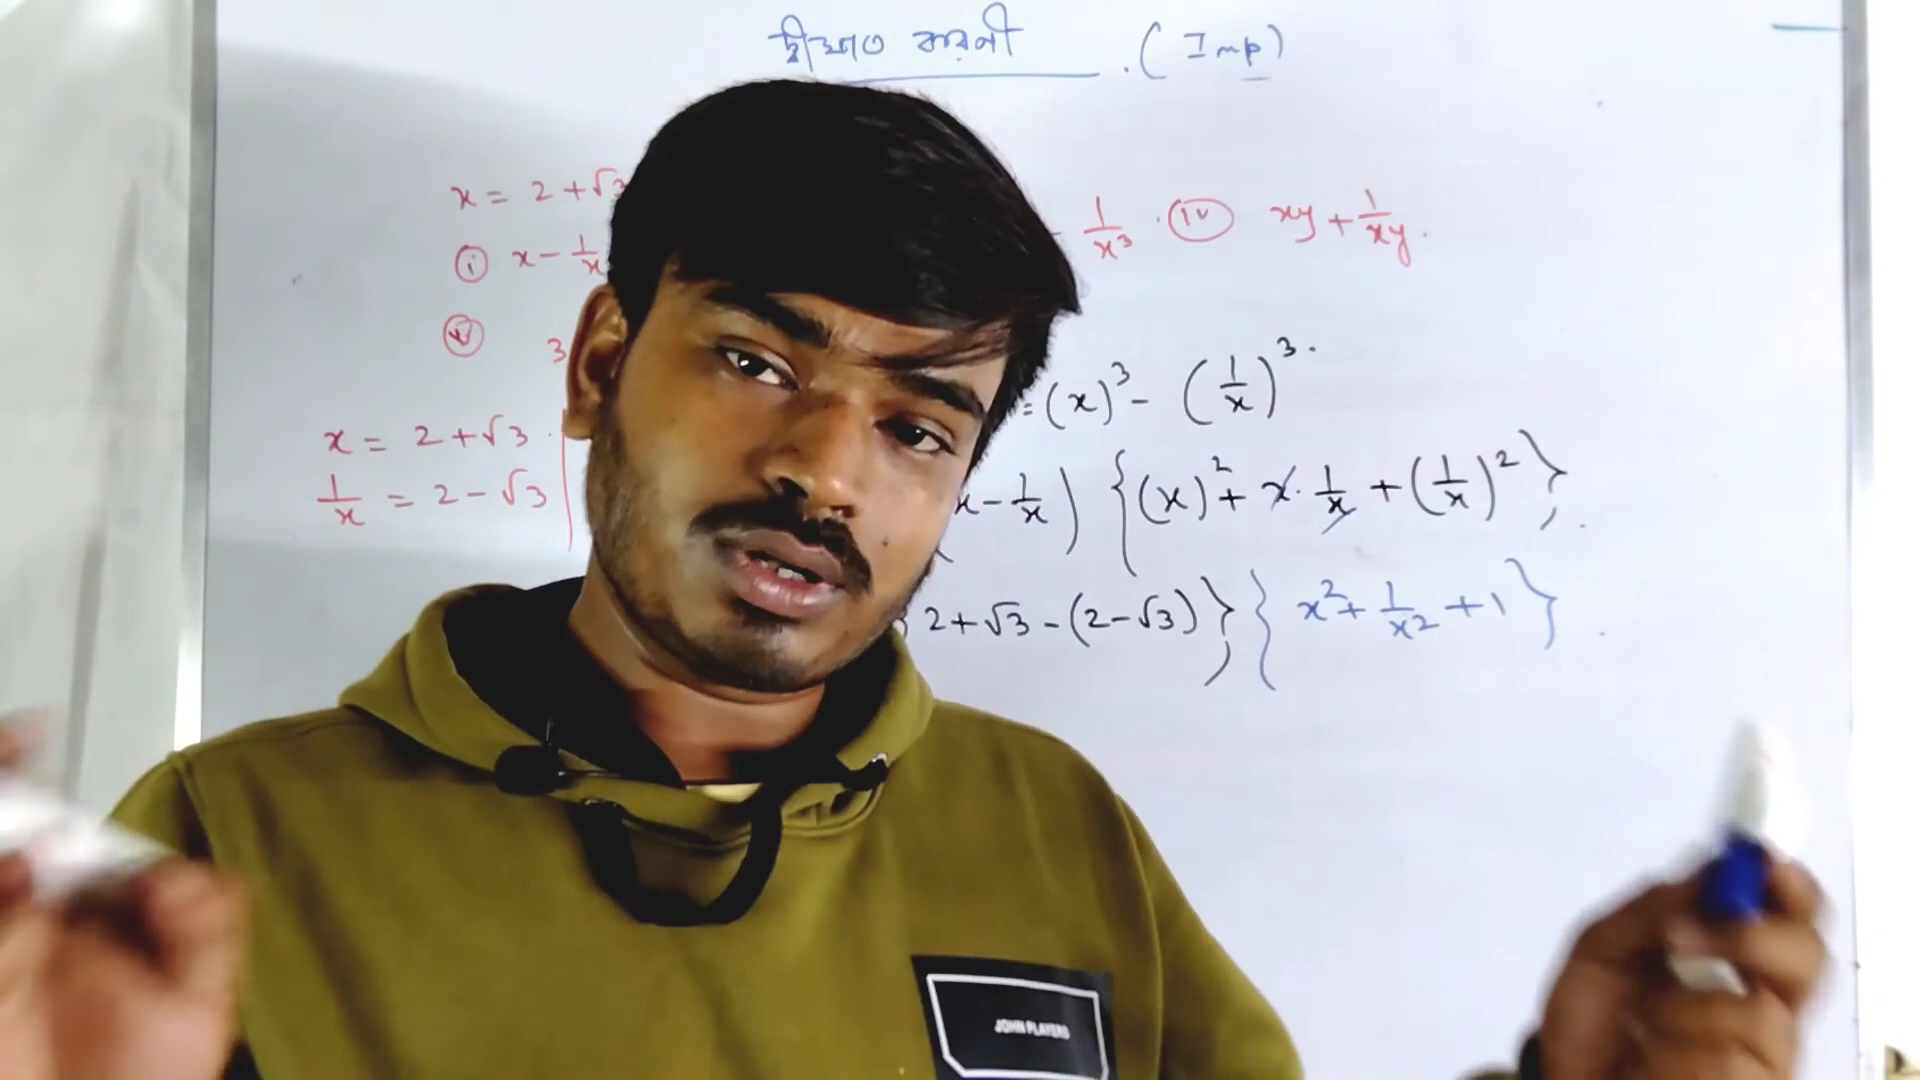 দ্বীঘাত করণী . (Imp)
x = 2 + √3
(i) x - 1/x
1/x³ . (iv) xy + 1/xy .
(v) 3
= (x)³ - (1/x)³ .
x = 2 + √3 .
1/x = 2 - √3
x - 1/x) {(x)² + x · 1/x + (1/x)²} .
2 + √3 - (2 - √3)} {x² + 1/x² + 1} .
JOHN PLAYERS